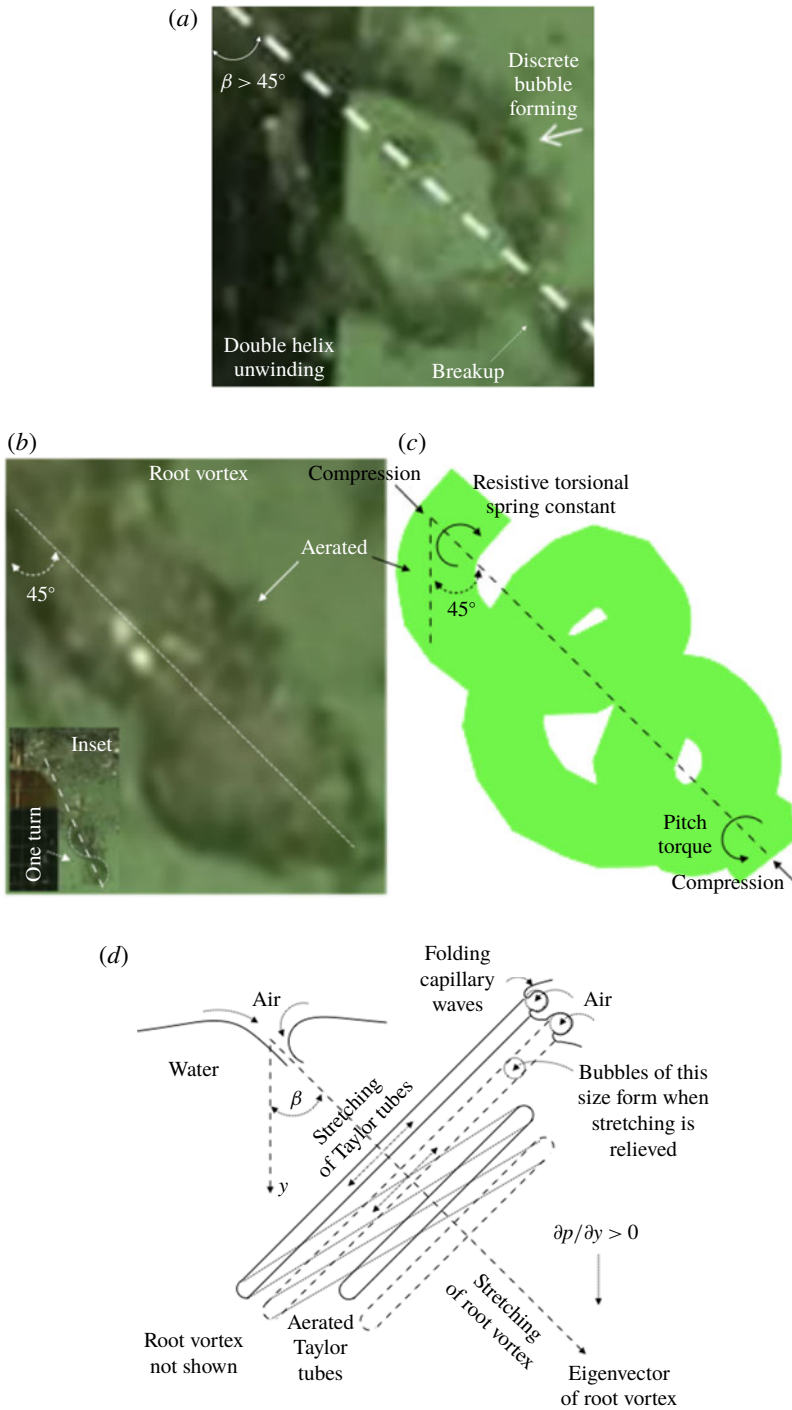 (a)
β > 45°
Discrete
bubble
forming
Double helix
unwinding
Breakup
(b)
Root vortex
Aerated
45°
Inset
One turn
(c)
Compression
Resistive torsional
spring constant
45°
Pitch
torque
Compression
(d)
Folding
capillary
waves
Air
Air
Water
β
y
Stretching
of Taylor tubes
Bubbles of this
size form when
stretching is
relieved
∂p/∂y > 0
Stretching
of root vortex
Root vortex
not shown
Aerated
Taylor
tubes
Eigenvector
of root vortex